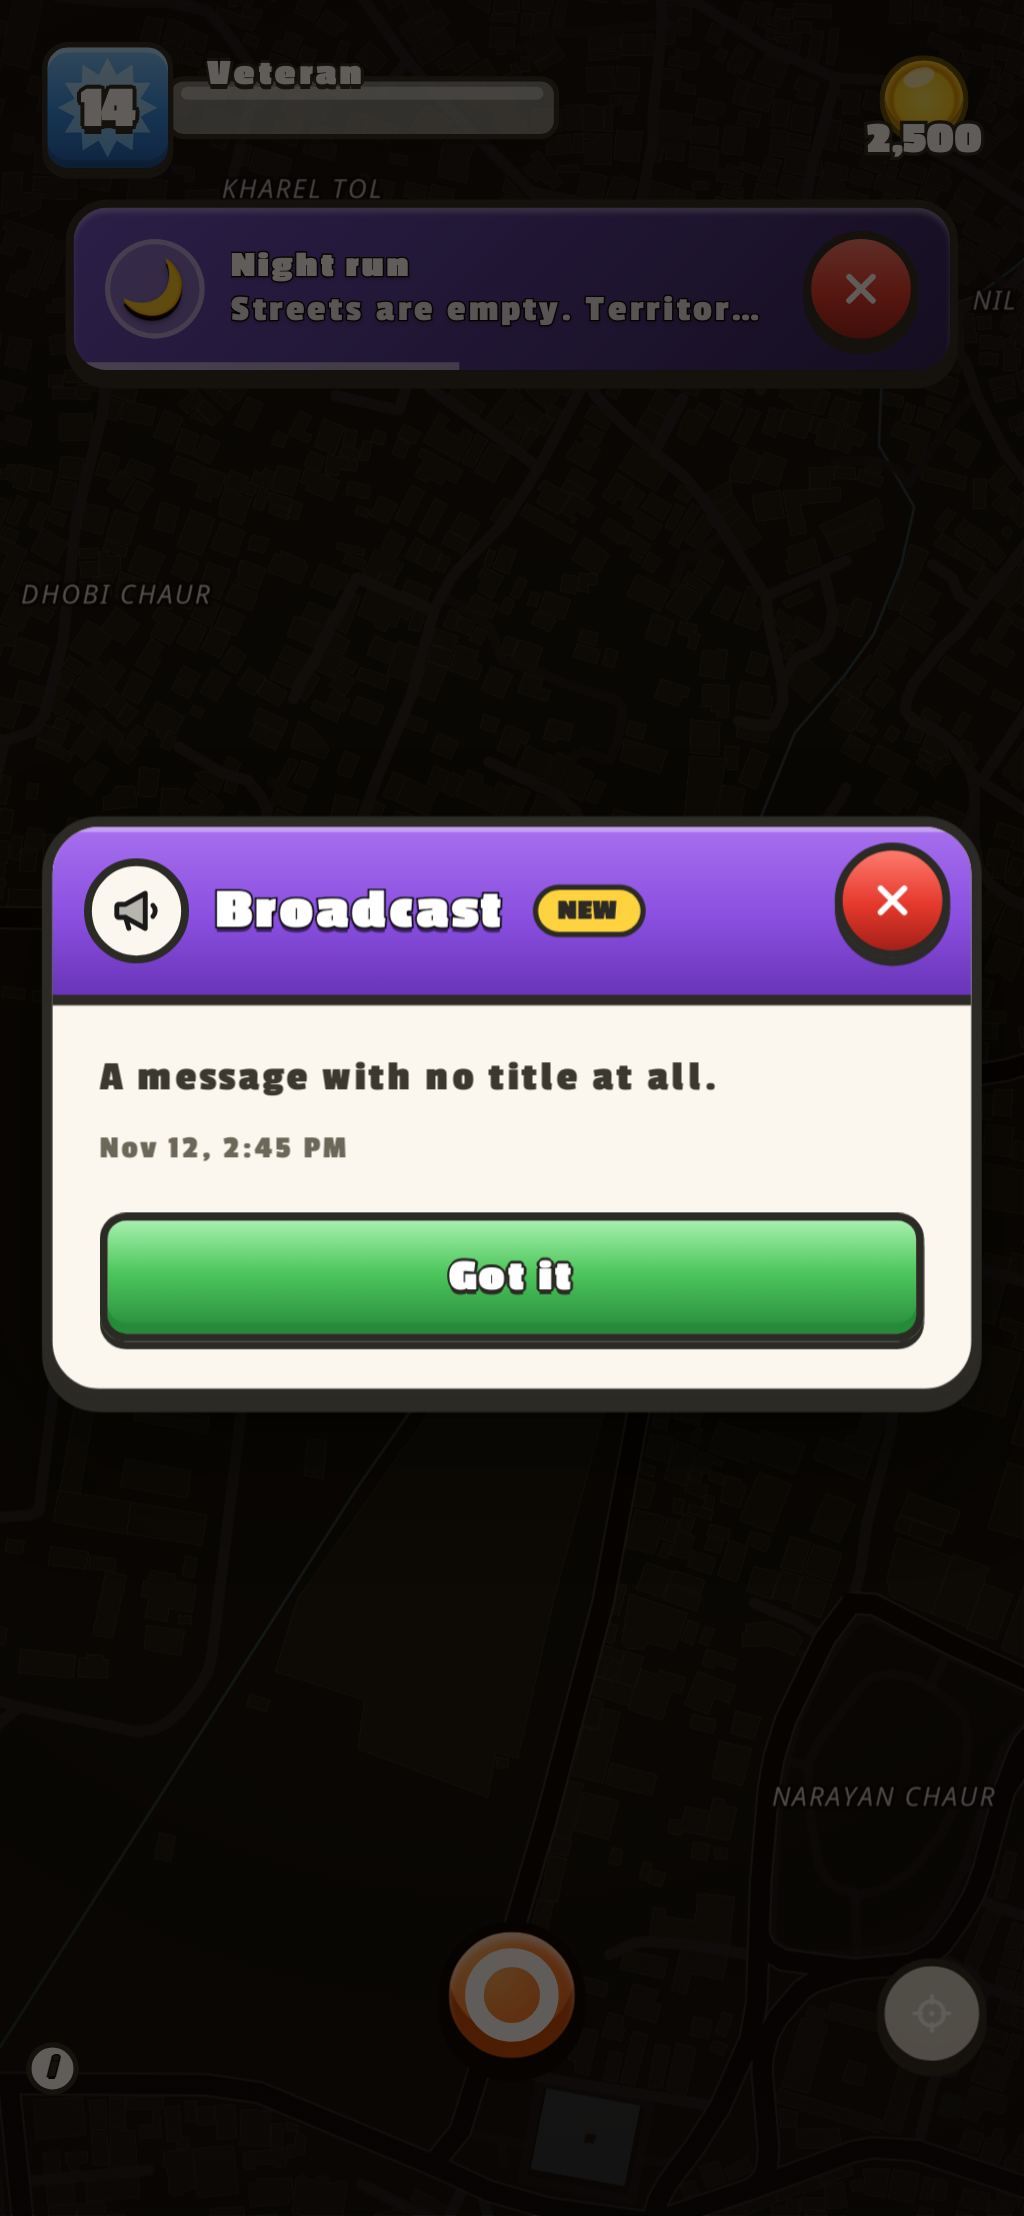 14
Veteran
2,500
KHAREL TOL
Night run
Streets are empty. Territor...
NIL
DHOBI CHAUR
Broadcast
NEW
A message with no title at all.
Nov 12, 2:45 PM
Got it
NARAYAN CHAUR